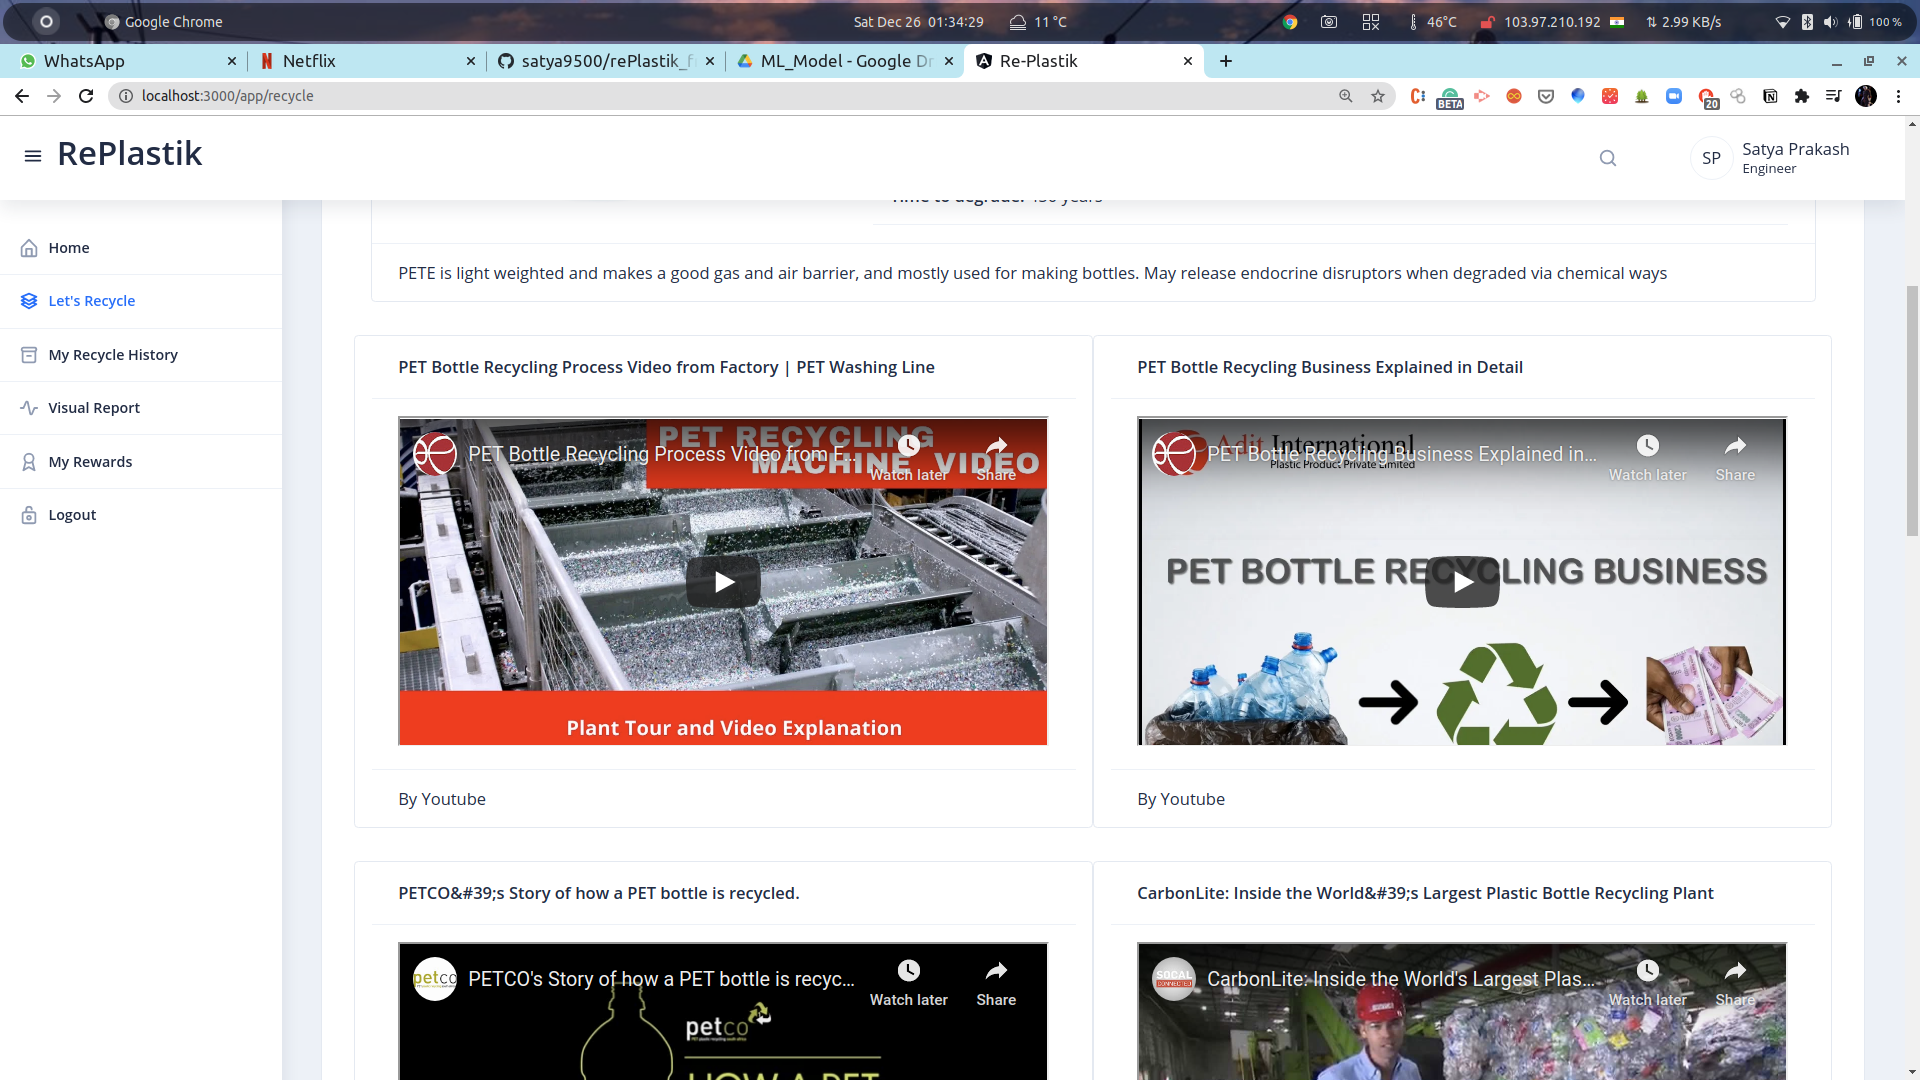 Google Chrome
Sat Dec 26 01:34:29
11 °C
46°C
103.97.210.192
2.99 KB/s
100 %
WhatsApp
Netflix
satya9500/rePlastik_f
ML_Model - Google Dr
Re-Plastik
localhost:3000/app/recycle
BETA
20
RePlastik
SP
Satya Prakash
Engineer
Home
Let's Recycle
My Recycle History
Visual Report
My Rewards
Logout
Time to degrade: 450 years
PETE is light weighted and makes a good gas and air barrier, and mostly used for making bottles. May release endocrine disruptors when degraded via chemical ways
PET Bottle Recycling Process Video from Factory | PET Washing Line
PET RECYCLING
MACHINE VIDEO
PET Bottle Recycling Process Video from F...
Watch later
Share
Plant Tour and Video Explanation
By Youtube
PET Bottle Recycling Business Explained in Detail
Adit International
Plastic Product Private Limited
PET Bottle Recycling Business Explained in...
Watch later
Share
PET BOTTLE RECYCLING BUSINESS
By Youtube
PETCO&#39;s Story of how a PET bottle is recycled.
petco
PETCO's Story of how a PET bottle is recyc...
Watch later
Share
petco
HOW A PET
CarbonLite: Inside the World&#39;s Largest Plastic Bottle Recycling Plant
SOCAL
CONNECTED
CarbonLite: Inside the World's Largest Plas...
Watch later
Share